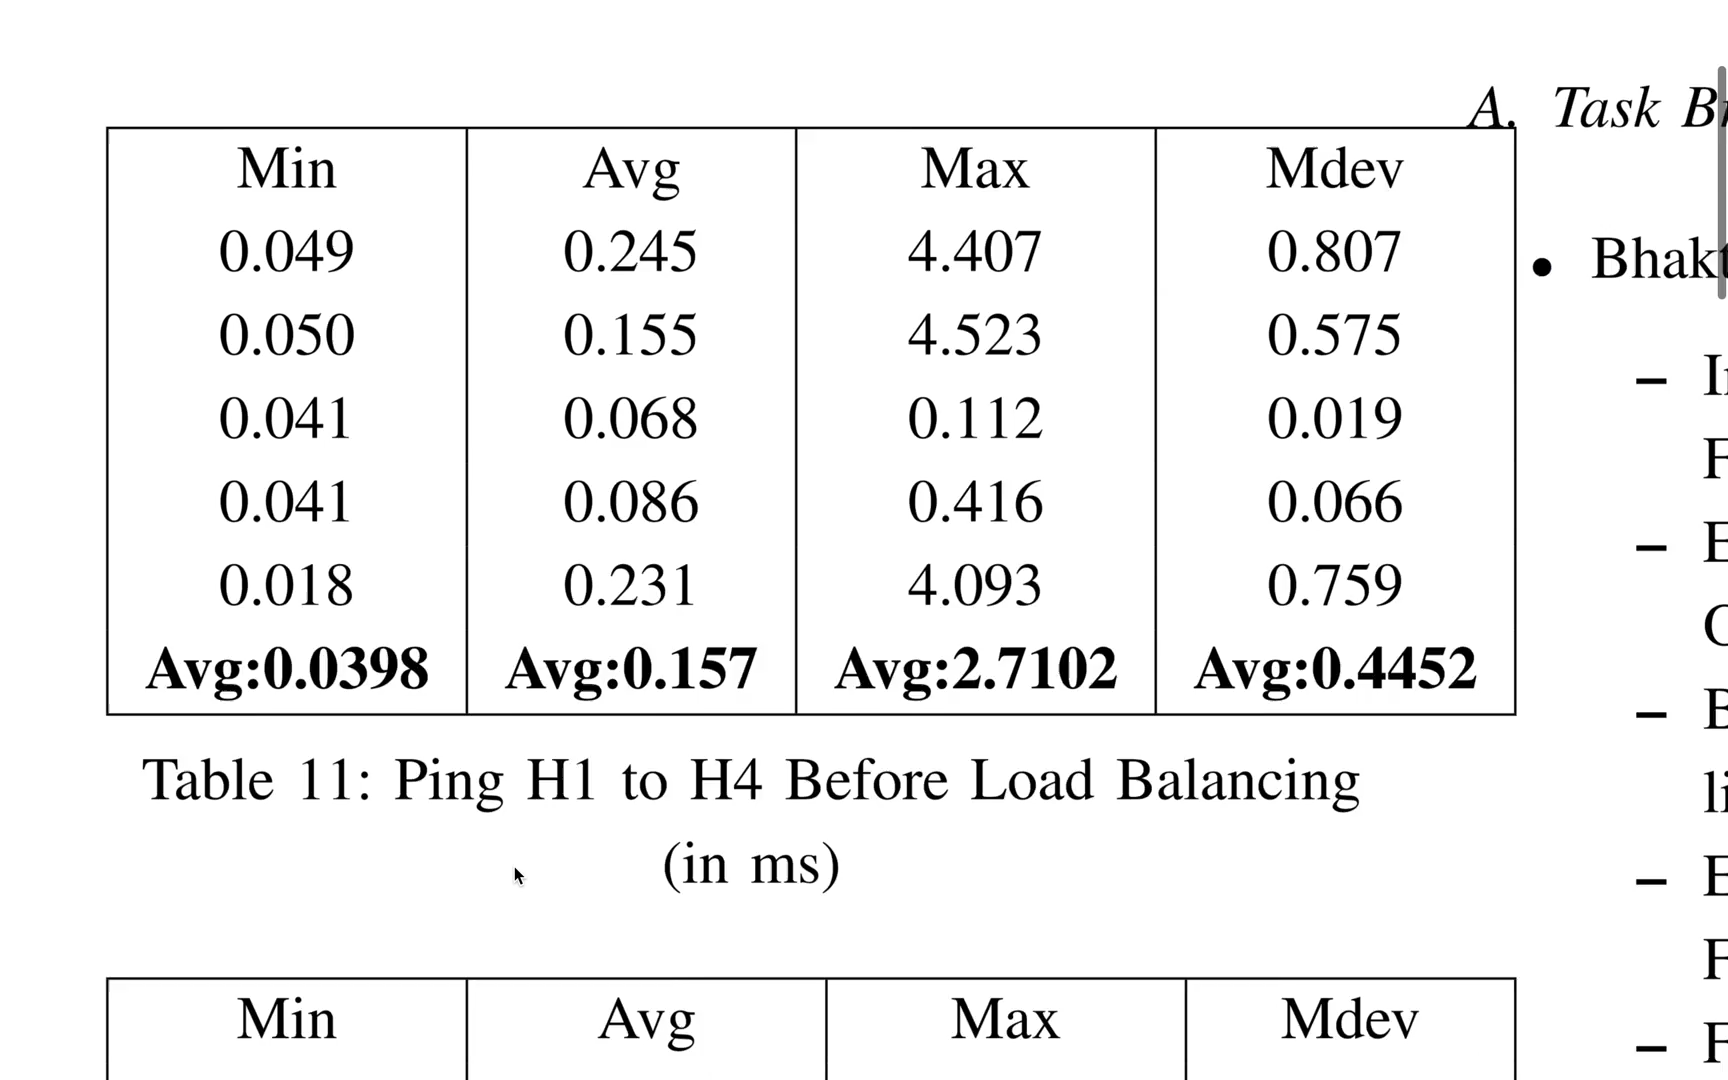 Min Avg Max Mdev
0.049 0.245 4.407 0.807
0.050 0.155 4.523 0.575
0.041 0.068 0.112 0.019
0.041 0.086 0.416 0.066
0.018 0.231 4.093 0.759
Avg:0.0398 Avg:0.157 Avg:2.7102 Avg:0.4452
Table 11: Ping H1 to H4 Before Load Balancing
(in ms)
Min Avg Max Mdev
A. Task